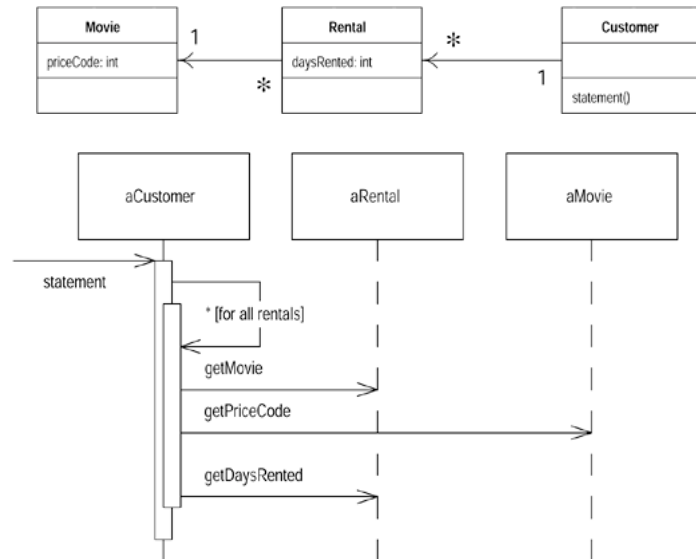 Movie
priceCode: int
1
*
Rental
daysRented: int
*
1
Customer
statement()
aCustomer
aRental
aMovie
statement
* [for all rentals]
getMovie
getPriceCode
getDaysRented